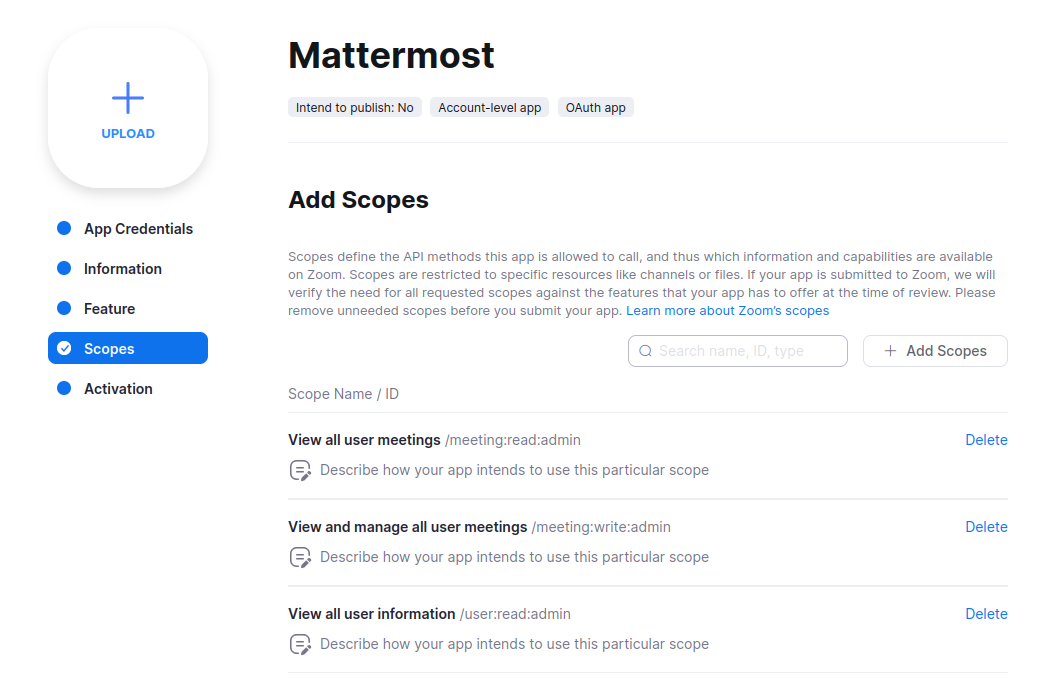 UPLOAD
App Credentials
Information
Feature
Scopes
Activation
Mattermost
Intend to publish: No
Account-level app
OAuth app
Add Scopes
Scopes define the API methods this app is allowed to call, and thus which information and capabilities are available
on Zoom. Scopes are restricted to specific resources like channels or files. If your app is submitted to Zoom, we will
verify the need for all requested scopes against the features that your app has to offer at the time of review. Please
remove unneeded scopes before you submit your app. Learn more about Zoom’s scopes
Search name, ID, type
Add Scopes
Scope Name / ID
View all user meetings /meeting:read:admin
Delete
Describe how your app intends to use this particular scope
View and manage all user meetings /meeting:write:admin
Delete
Describe how your app intends to use this particular scope
View all user information /user:read:admin
Delete
Describe how your app intends to use this particular scope